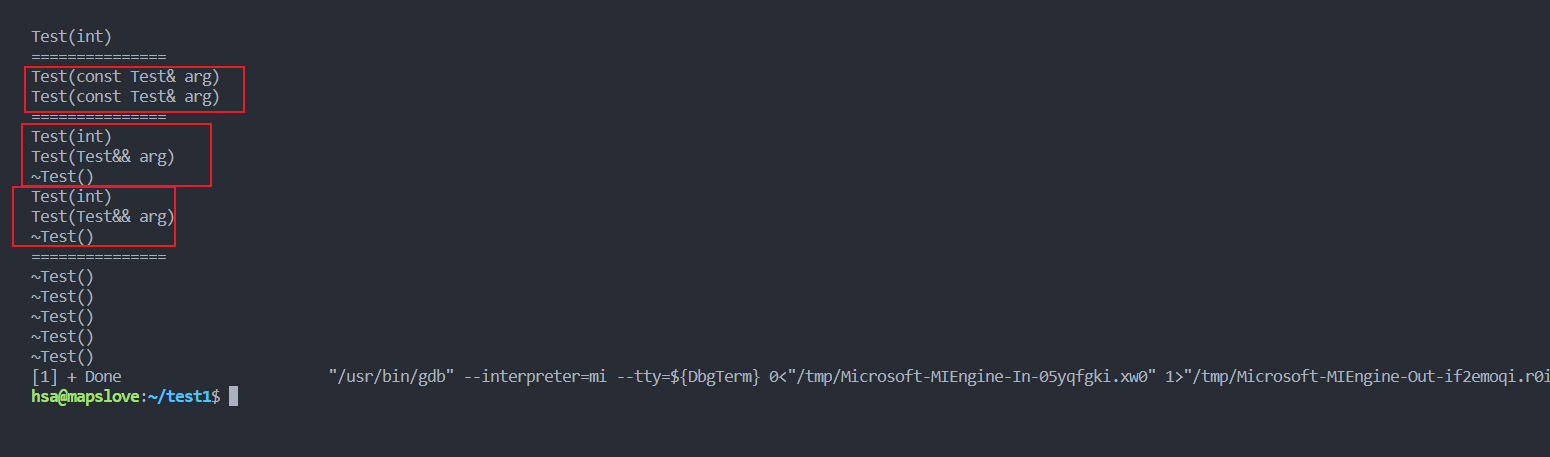 Test(int)
===============
Test(const Test& arg)
Test(const Test& arg)
===============
Test(int)
Test(Test&& arg)
~Test()
Test(int)
Test(Test&& arg)
~Test()
===============
~Test()
~Test()
~Test()
~Test()
~Test()
[1] + Done                       "/usr/bin/gdb" --interpreter=mi --tty=${DbgTerm} 0<"/tmp/Microsoft-MIEngine-In-05yqfgki.xw0" 1>"/tmp/Microsoft-MIEngine-Out-if2emoqi.r0i
hsa@mapslove:~/test1$